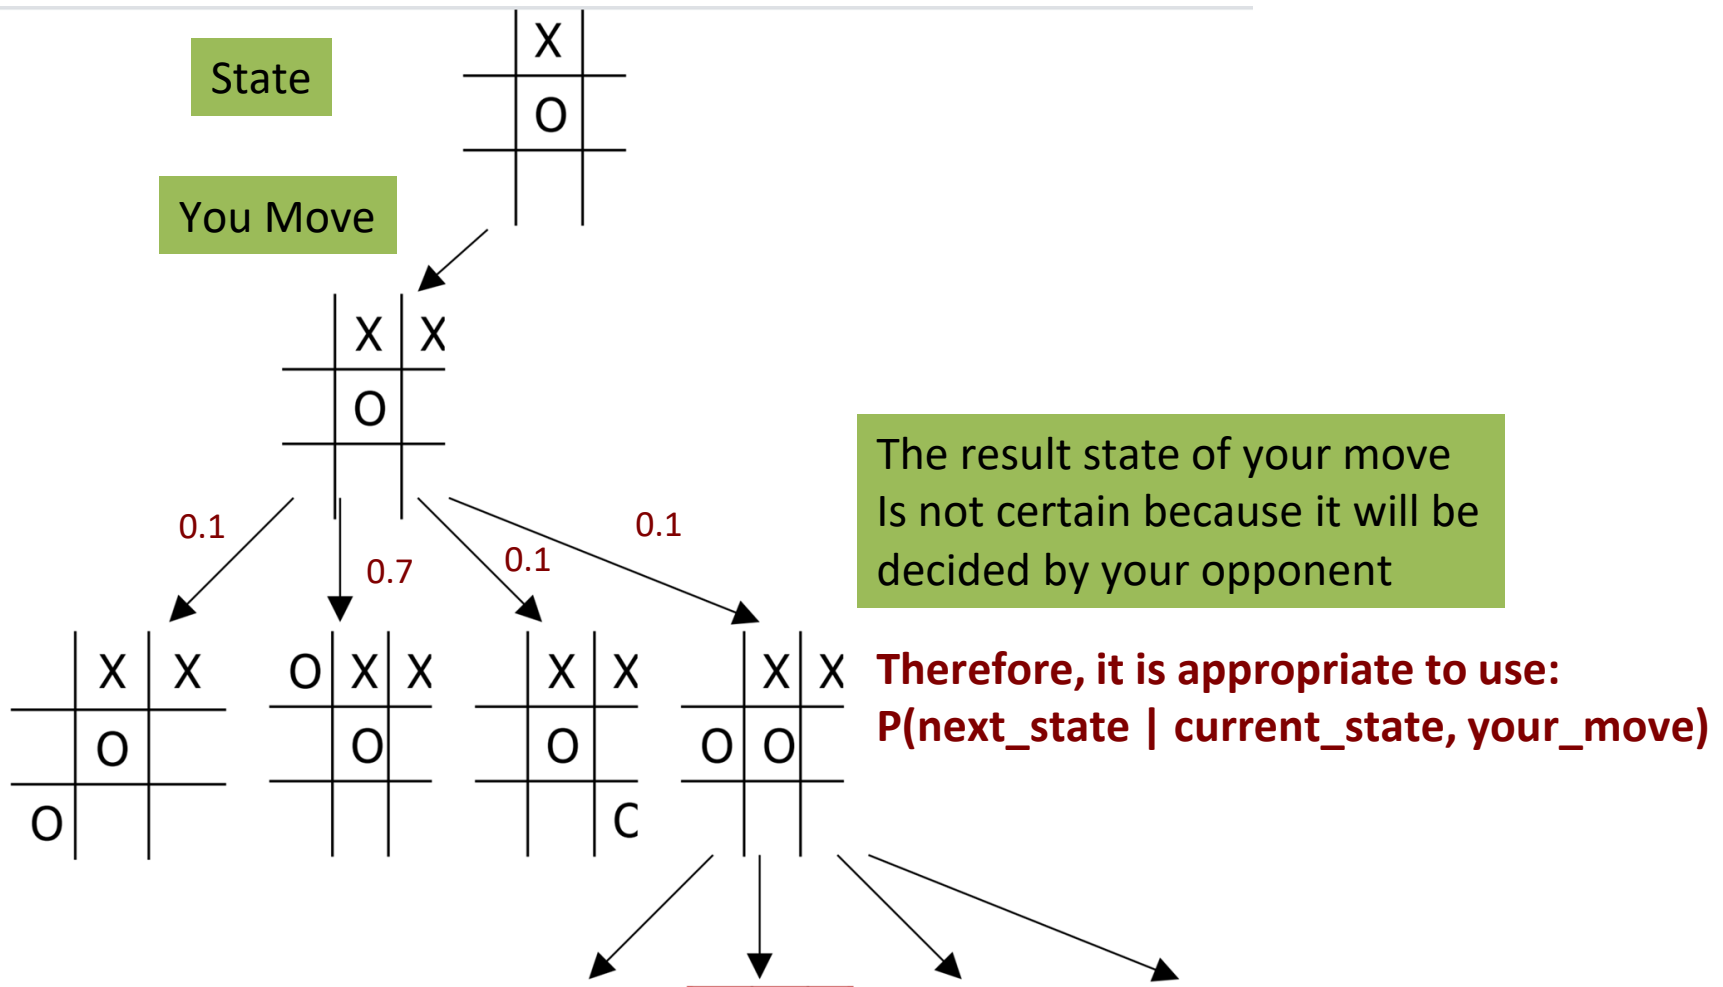 State
X
O
You Move
X X
O
0.1
0.7
0.1
0.1
The result state of your move
Is not certain because it will be
decided by your opponent
Therefore, it is appropriate to use:
P(next_state | current_state, your_move)
X X
O
O
O X X
O
X X
O
C
X X
O O